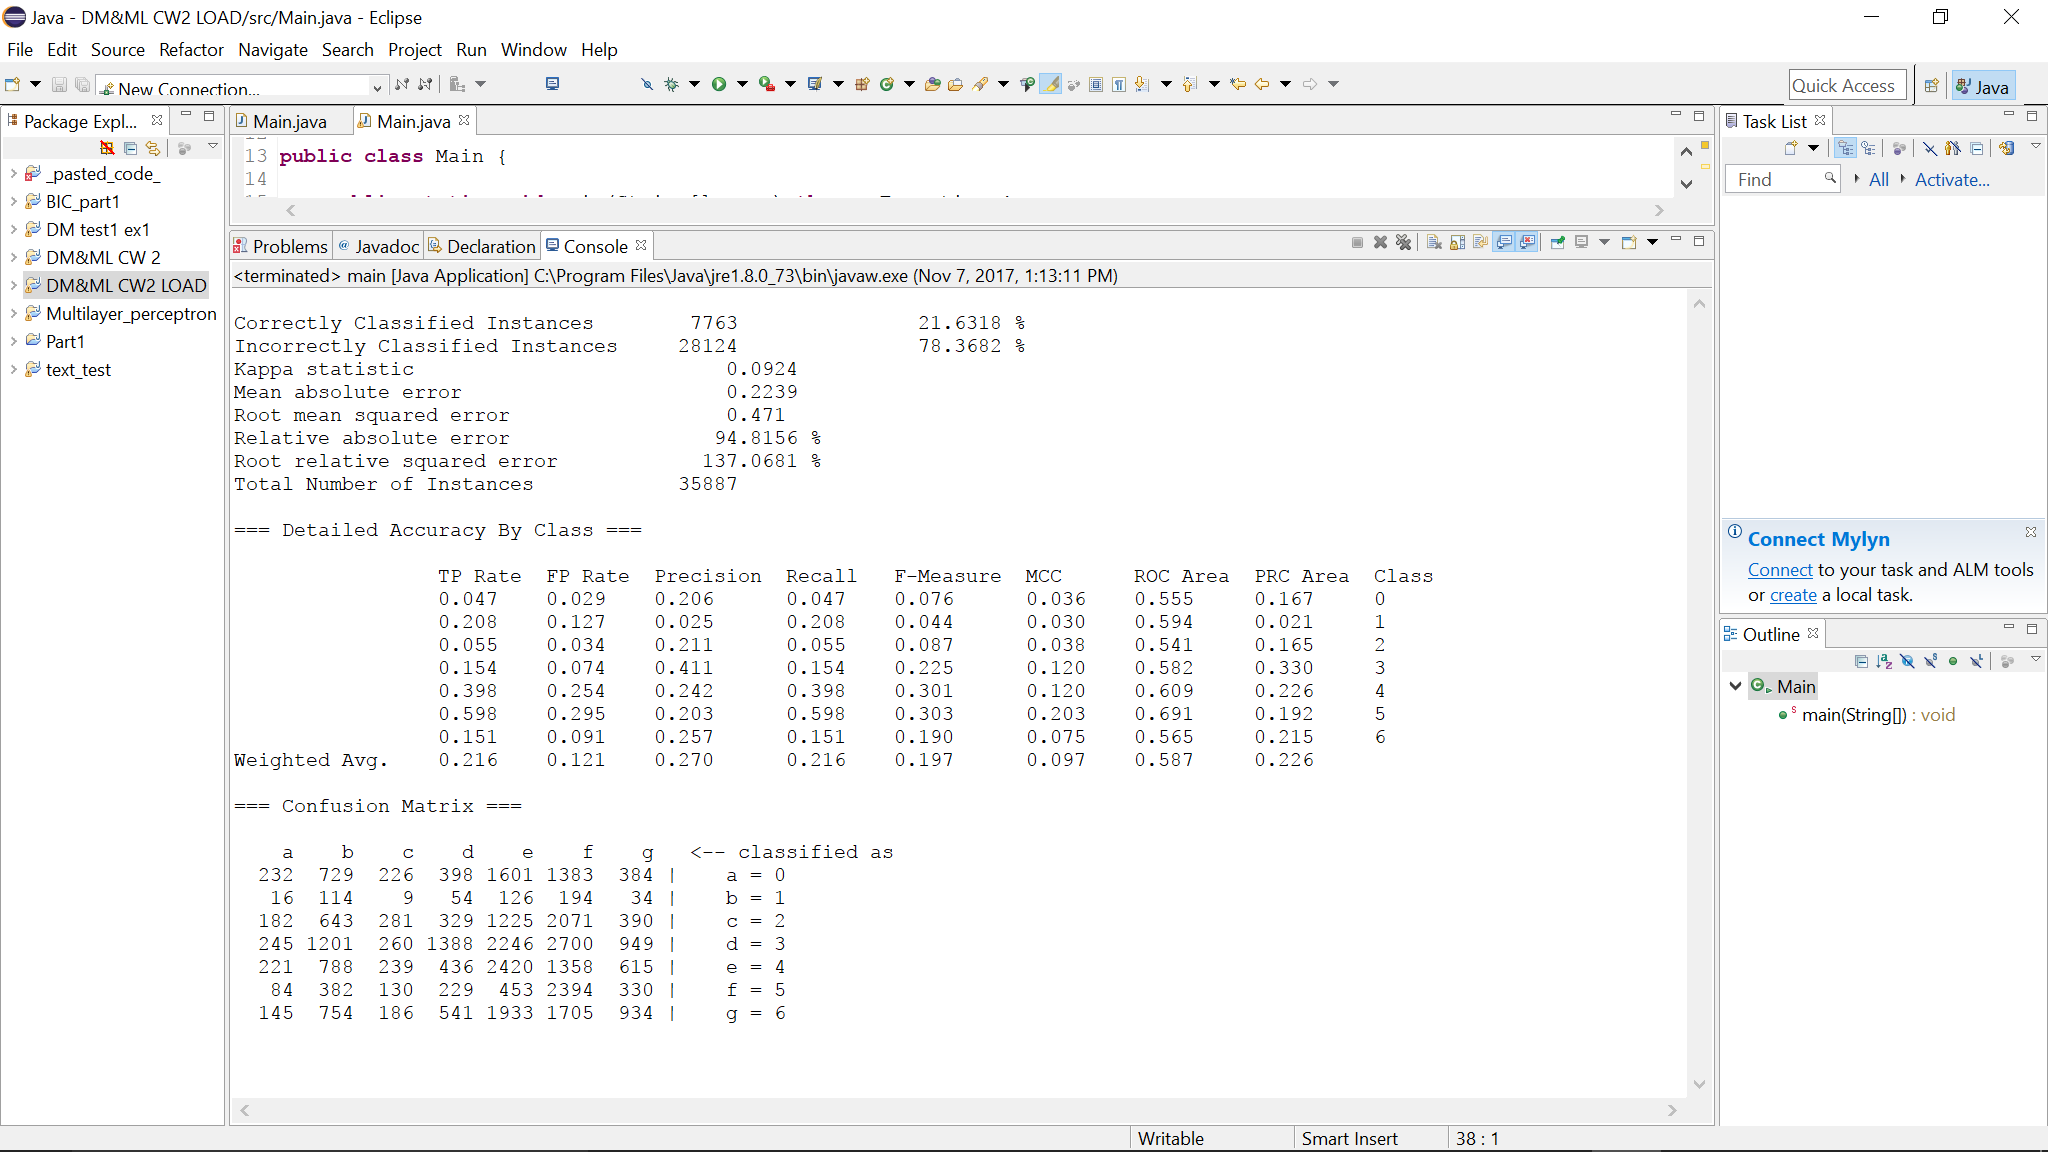 Java - DM&ML CW2 LOAD/src/Main.java - Eclipse
File Edit Source Refactor Navigate Search Project Run Window Help
New Connection...
Quick Access
Java
Package Expl...
_pasted_code_
BIC_part1
DM test1 ex1
DM&ML CW 2
DM&ML CW2 LOAD
Multilayer_perceptron
Part1
text_test
Main.java Main.java
13 public class Main {
14
Problems Javadoc Declaration Console
<terminated> main [Java Application] C:\Program Files\Java\jre1.8.0_73\bin\javaw.exe (Nov 7, 2017, 1:13:11 PM)
Correctly Classified Instances 7763 21.6318 %
Incorrectly Classified Instances 28124 78.3682 %
Kappa statistic 0.0924
Mean absolute error 0.2239
Root mean squared error 0.471
Relative absolute error 94.8156 %
Root relative squared error 137.0681 %
Total Number of Instances 35887
=== Detailed Accuracy By Class ===
TP Rate FP Rate Precision Recall F-Measure MCC ROC Area PRC Area Class
0.047 0.029 0.206 0.047 0.076 0.036 0.555 0.167 0
0.208 0.127 0.025 0.208 0.044 0.030 0.594 0.021 1
0.055 0.034 0.211 0.055 0.087 0.038 0.541 0.165 2
0.154 0.074 0.411 0.154 0.225 0.120 0.582 0.330 3
0.398 0.254 0.242 0.398 0.301 0.120 0.609 0.226 4
0.598 0.295 0.203 0.598 0.303 0.203 0.691 0.192 5
0.151 0.091 0.257 0.151 0.190 0.075 0.565 0.215 6
Weighted Avg. 0.216 0.121 0.270 0.216 0.197 0.097 0.587 0.226
=== Confusion Matrix ===
a b c d e f g <-- classified as
232 729 226 398 1601 1383 384 | a = 0
16 114 9 54 126 194 34 | b = 1
182 643 281 329 1225 2071 390 | c = 2
245 1201 260 1388 2246 2700 949 | d = 3
221 788 239 436 2420 1358 615 | e = 4
84 382 130 229 453 2394 330 | f = 5
145 754 186 541 1933 1705 934 | g = 6
Task List
Find All Activate...
Connect Mylyn
Connect to your task and ALM tools
or create a local task.
Outline
Main
main(String[]) : void
Writable Smart Insert 38 : 1